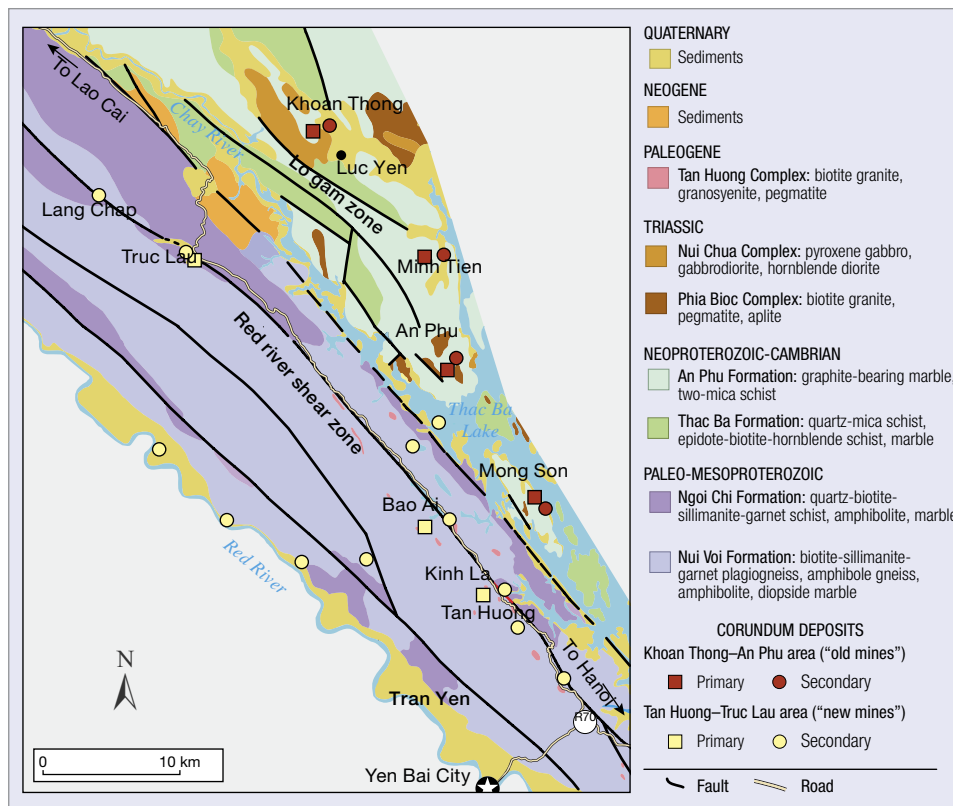 To Lao Cai
Chay River
Khoan Thong
Luc Yen
Lo gam zone
Lang Chap
Truc Lau
Minh Tien
An Phu
Red river shear zone
Thac Ba
Lake
Mong Son
Bao Ai
Red River
Kinh La
Tan Huong
To Hanoi
N
Tran Yen
R70
0 10 km
Yen Bai City
QUATERNARY
Sediments
NEOGENE
Sediments
PALEOGENE
Tan Huong Complex: biotite granite,
granosyenite, pegmatite
TRIASSIC
Nui Chua Complex: pyroxene gabbro,
gabbrodiorite, hornblende diorite
Phia Bioc Complex: biotite granite,
pegmatite, aplite
NEOPROTEROZOIC-CAMBRIAN
An Phu Formation: graphite-bearing marble,
two-mica schist
Thac Ba Formation: quartz-mica schist,
epidote-biotite-hornblende schist, marble
PALEO-MESOPROTEROZOIC
Ngoi Chi Formation: quartz-biotite-
sillimanite-garnet schist, amphibolite, marble
Nui Voi Formation: biotite-sillimanite-
garnet plagiogneiss, amphibole gneiss,
amphibolite, diopside marble
CORUNDUM DEPOSITS
Khoan Thong–An Phu area (“old mines”)
Primary Secondary
Tan Huong–Truc Lau area (“new mines”)
Primary Secondary
Fault Road